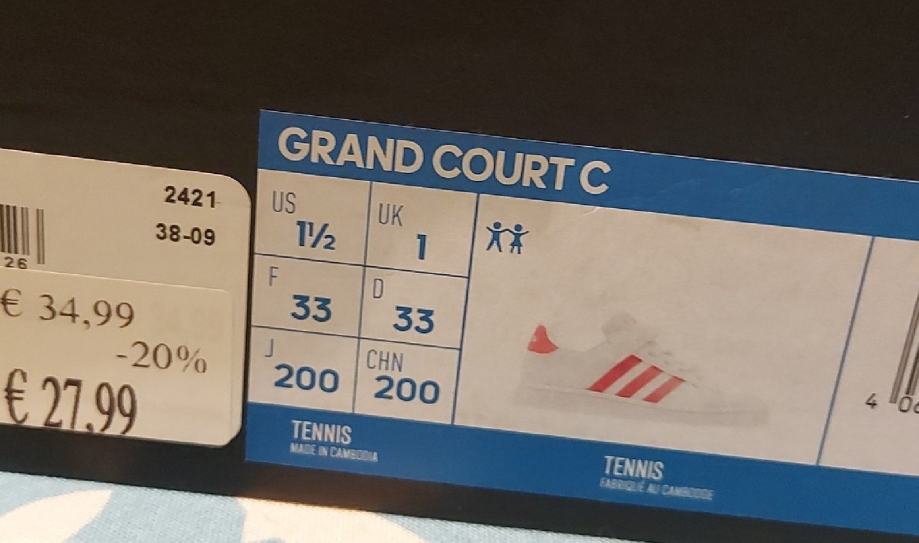 2421
38-09
26
€ 34,99
-20%
€ 27,99
GRAND COURT C
US 1½
UK 1
F 33
D 33
J 200
CHN 200
TENNIS
MADE IN CAMBODIA
TENNIS
FABRIQUÉ AU CAMBODGE
4